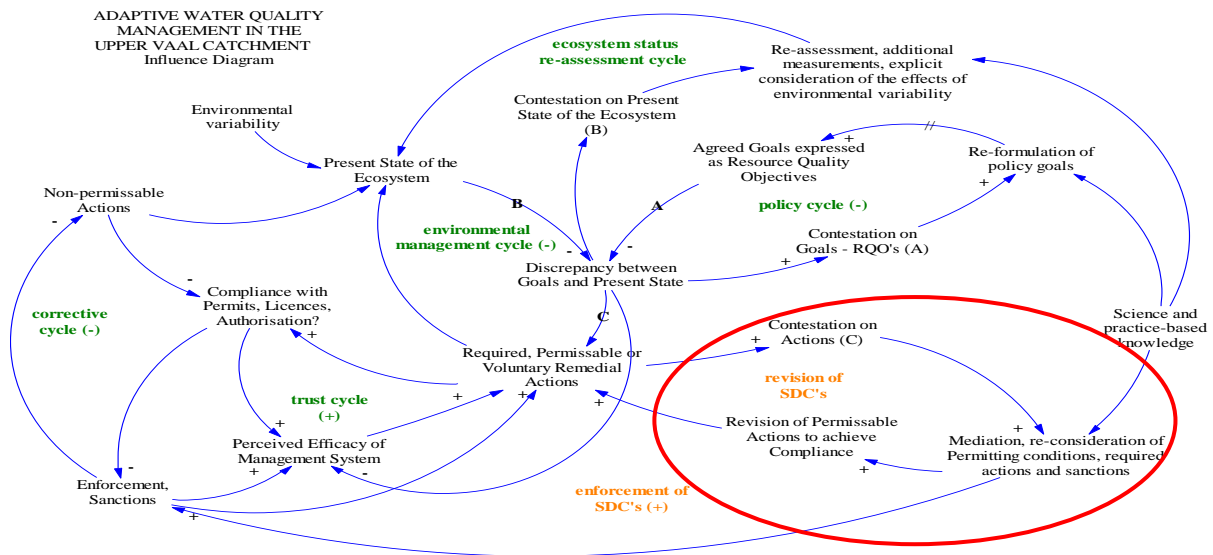 ADAPTIVE WATER QUALITY
MANAGEMENT IN THE
UPPER VAAL CATCHMENT
Influence Diagram
ecosystem status
re-assessment cycle
Re-assessment, additional
measurements, explicit
consideration of the effects of
environmental variability
Environmental
variability
Contestation on Present
State of the Ecosystem
(B)
//
+
Present State of the
Ecosystem
Agreed Goals expressed
as Resource Quality
Objectives
Re-formulation of
policy goals
+
Non-permissable
Actions
-
B
A
policy cycle (-)
environmental
management cycle (-)
-
-
Contestation on
Goals - RQO's (A)
+
Discrepancy between
Goals and Present State
-
Compliance with
Permits, Licences,
Authorisation?
+
corrective
cycle (-)
C
Science and
practice-based
knowledge
Contestation on
Actions (C)
+
Required, Permissable or
Voluntary Remedial
Actions
+
+
+
revision of
SDC's
trust cycle
(+)
+
Perceived Efficacy of
Management System
+
-
Revision of Permissable
Actions to achieve
Compliance
+
+
Mediation, re-consideration of
Permitting conditions, required
actions and sanctions
-
Enforcement,
Sanctions
+
enforcement of
SDC's (+)